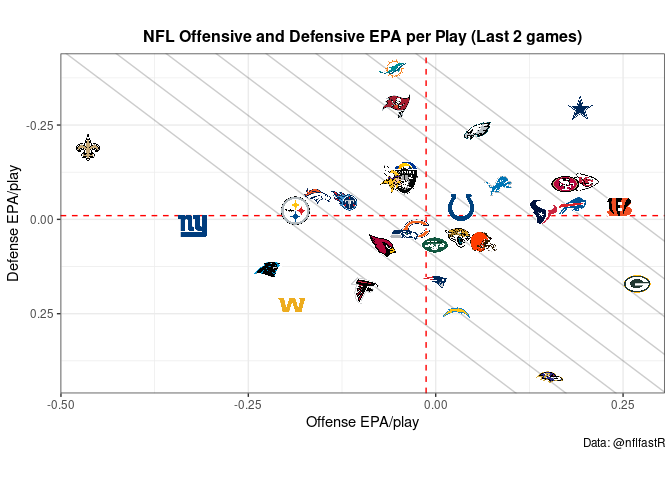 NFL Offensive and Defensive EPA per Play (Last 2 games)
Defense EPA/play
-0.25
0.00
0.25
ny
W
-0.50
-0.25
0.00
0.25
Offense EPA/play
Data: @nflfastR